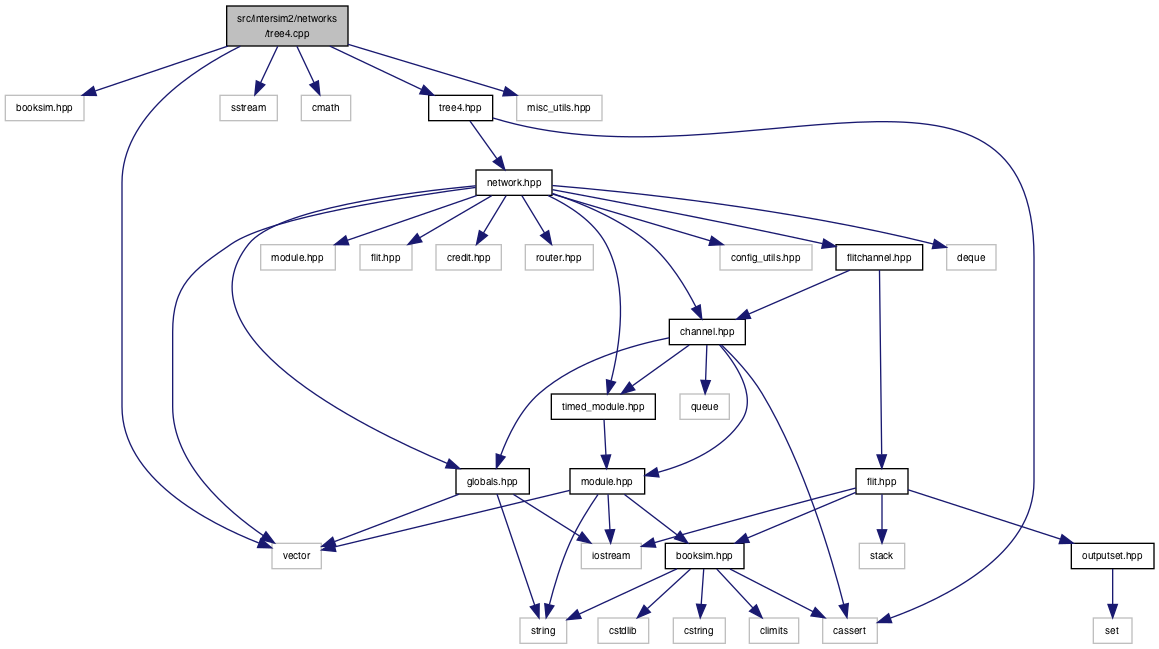 src/intersim2/networks
/tree4.cpp
booksim.hpp
sstream
cmath
tree4.hpp
misc_utils.hpp
network.hpp
module.hpp
flit.hpp
credit.hpp
router.hpp
config_utils.hpp
flitchannel.hpp
deque
channel.hpp
timed_module.hpp
queue
globals.hpp
module.hpp
flit.hpp
vector
iostream
booksim.hpp
stack
outputset.hpp
string
cstdlib
cstring
climits
cassert
set